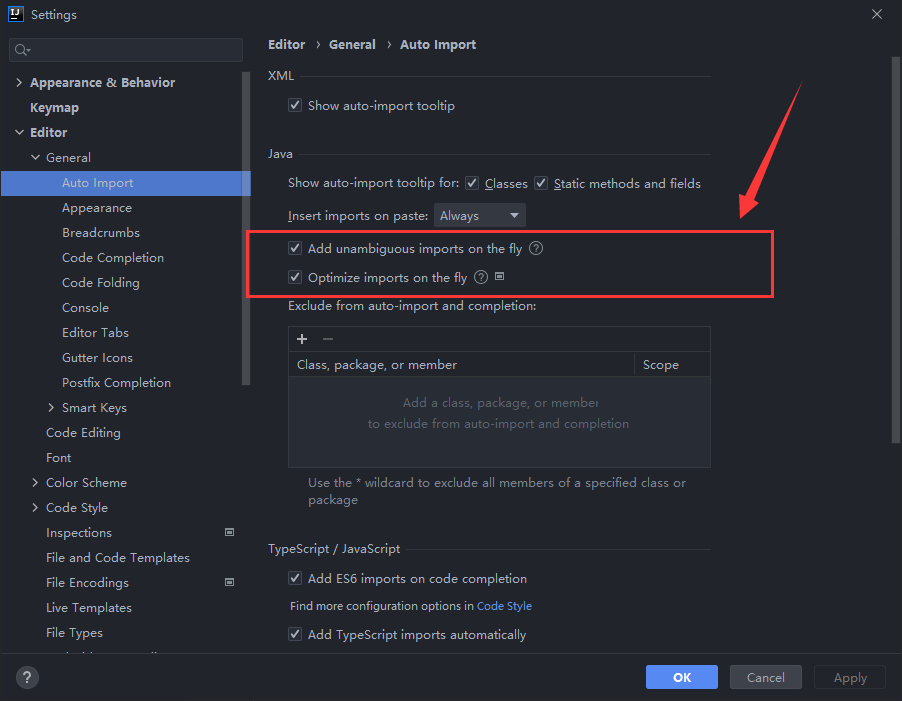 IJ Settings
Appearance & Behavior
Keymap
Editor
General
Auto Import
Appearance
Breadcrumbs
Code Completion
Code Folding
Console
Editor Tabs
Gutter Icons
Postfix Completion
Smart Keys
Code Editing
Font
Color Scheme
Code Style
Inspections
File and Code Templates
File Encodings
Live Templates
File Types
Editor › General › Auto Import
XML
Show auto-import tooltip
Java
Show auto-import tooltip for: Classes Static methods and fields
Insert imports on paste: Always
Add unambiguous imports on the fly ?
Optimize imports on the fly ?
Exclude from auto-import and completion:
+ −
Class, package, or member Scope
Add a class, package, or member
to exclude from auto-import and completion
Use the * wildcard to exclude all members of a specified class or
package
TypeScript / JavaScript
Add ES6 imports on code completion
Find more configuration options in Code Style
Add TypeScript imports automatically
? OK Cancel Apply